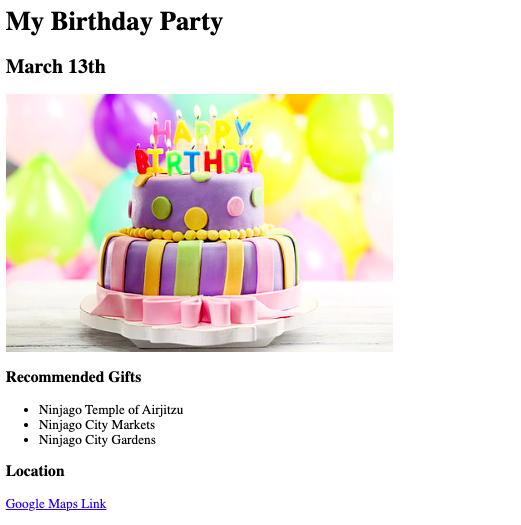 My Birthday Party
March 13th
HAPPY
BIRTHDAY
Recommended Gifts
Ninjago Temple of Airjitzu
Ninjago City Markets
Ninjago City Gardens
Location
Google Maps Link